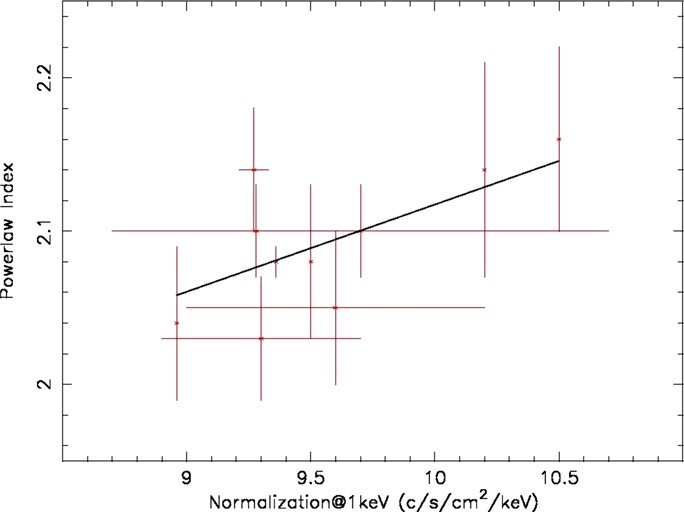 2.2
2.1
2
Powerlaw Index
9 9.5 10 10.5
Normalization@1keV (c/s/cm²/keV)